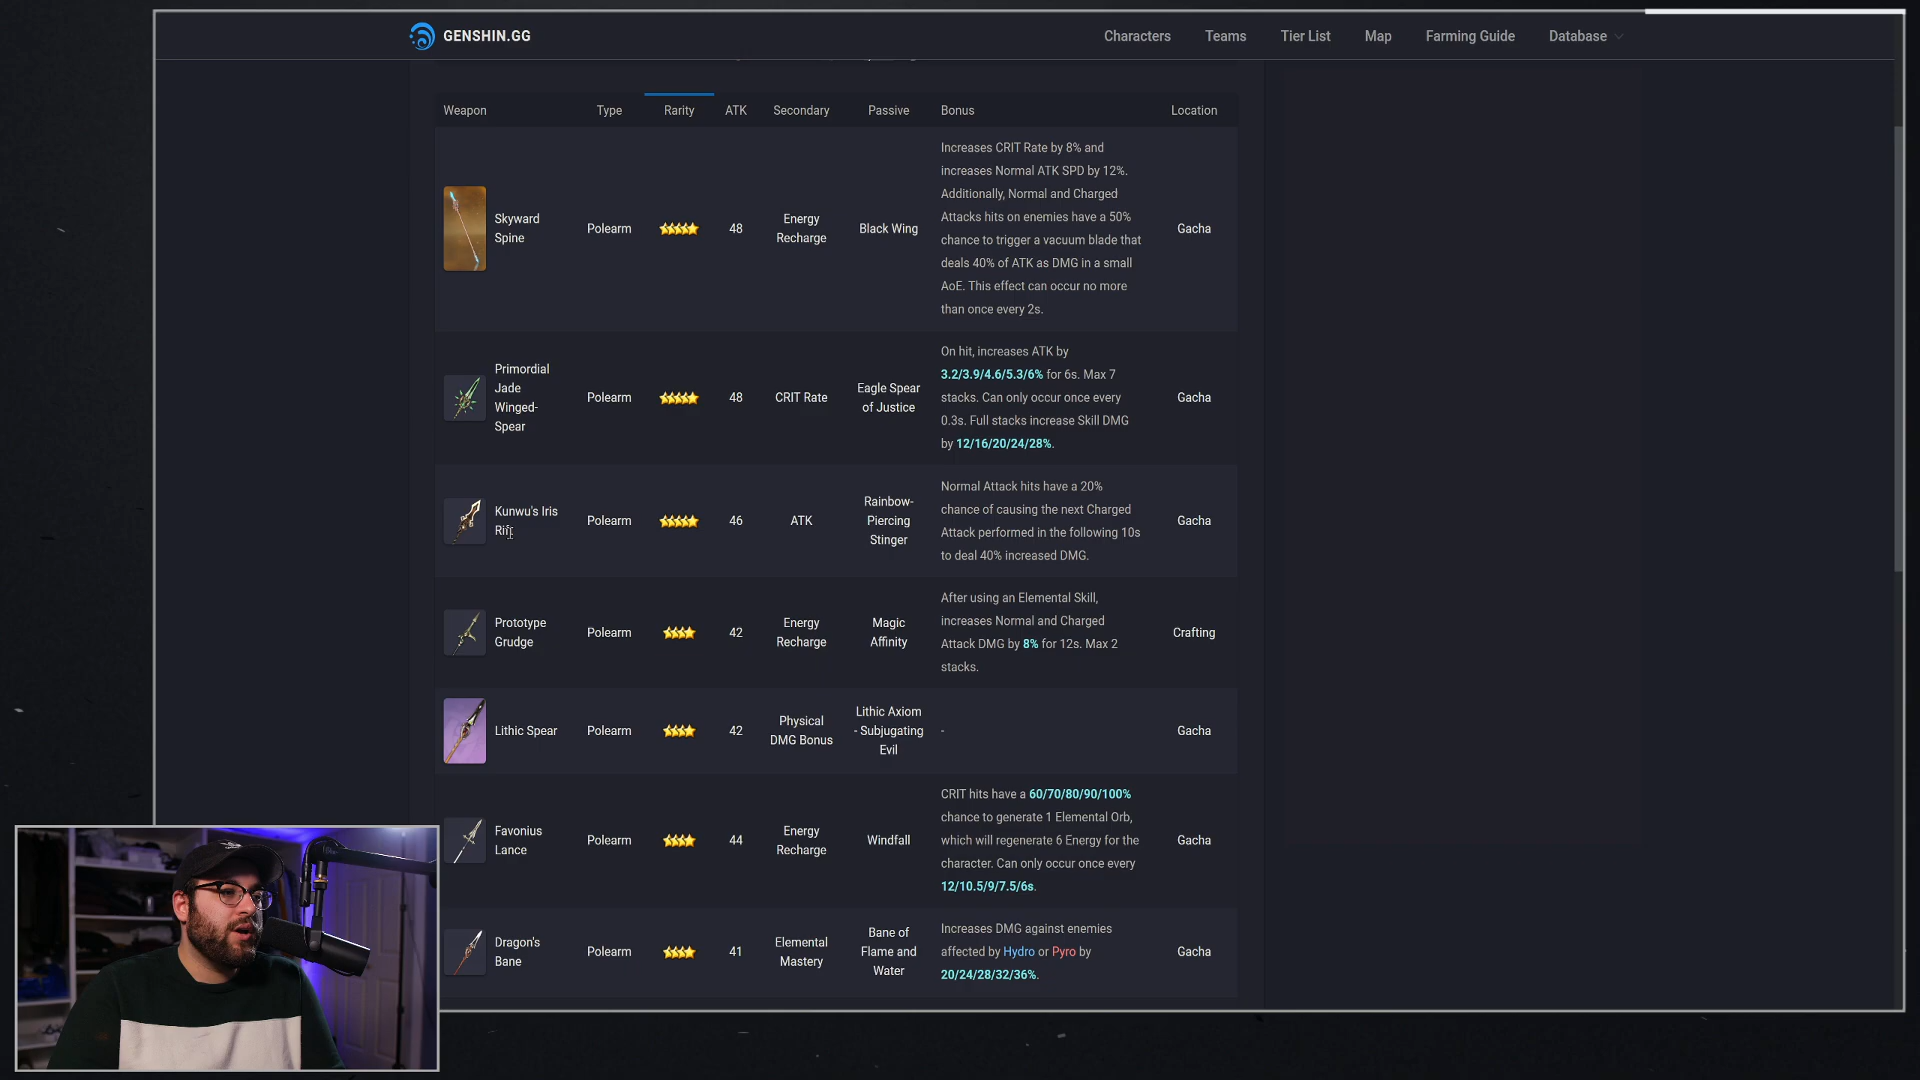 GENSHIN.GG
Characters Teams Tier List Map Farming Guide Database
Weapon Type Rarity ATK Secondary Passive Bonus Location
Skyward
Spine
Polearm
48
Energy
Recharge
Black Wing
Increases CRIT Rate by 8% and
increases Normal ATK SPD by 12%.
Additionally, Normal and Charged
Attacks hits on enemies have a 50%
chance to trigger a vacuum blade that
deals 40% of ATK as DMG in a small
AoE. This effect can occur no more
than once every 2s.
Gacha
Primordial
Jade
Winged-
Spear
Polearm
48
CRIT Rate
Eagle Spear
of Justice
On hit, increases ATK by
3.2/3.9/4.6/5.3/6% for 6s. Max 7
stacks. Can only occur once every
0.3s. Full stacks increase Skill DMG
by 12/16/20/24/28%.
Gacha
Kunwu's Iris
Rif
Polearm
46
ATK
Rainbow-
Piercing
Stinger
Normal Attack hits have a 20%
chance of causing the next Charged
Attack performed in the following 10s
to deal 40% increased DMG.
Gacha
Prototype
Grudge
Polearm
42
Energy
Recharge
Magic
Affinity
After using an Elemental Skill,
increases Normal and Charged
Attack DMG by 8% for 12s. Max 2
stacks.
Crafting
Lithic Spear
Polearm
42
Physical
DMG Bonus
Lithic Axiom
- Subjugating
Evil
-
Gacha
Favonius
Lance
Polearm
44
Energy
Recharge
Windfall
CRIT hits have a 60/70/80/90/100%
chance to generate 1 Elemental Orb,
which will regenerate 6 Energy for the
character. Can only occur once every
12/10.5/9/7.5/6s.
Gacha
Dragon's
Bane
Polearm
41
Elemental
Mastery
Bane of
Flame and
Water
Increases DMG against enemies
affected by Hydro or Pyro by
20/24/28/32/36%.
Gacha